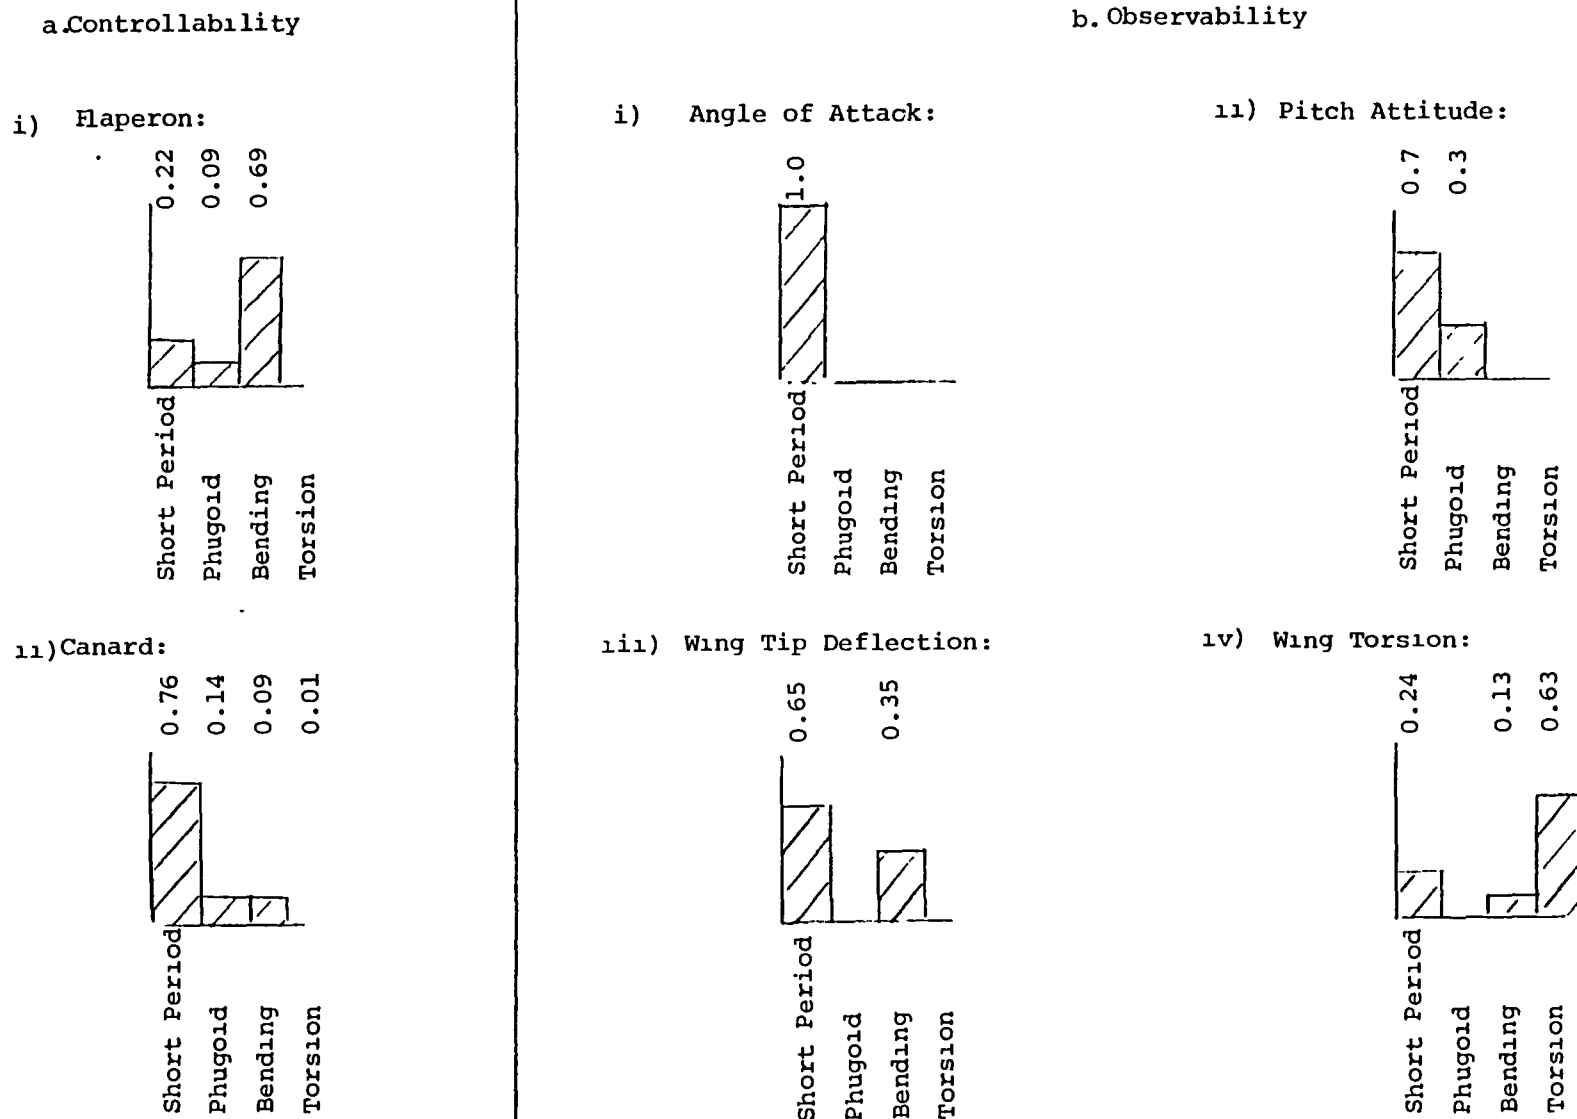 a.Controllability
i) Flaperon:
0.22
0.09
0.69
Short Period
Phugoid
Bending
Torsion
ii) Canard:
0.76
0.14
0.09
0.01
Short Period
Phugoid
Bending
Torsion
b. Observability
i) Angle of Attack:
1.0
Short Period
Phugoid
Bending
Torsion
ii) Pitch Attitude:
0.7
0.3
Short Period
Phugoid
Bending
Torsion
iii) Wing Tip Deflection:
0.65
0.35
Short Period
Phugoid
Bending
Torsion
iv) Wing Torsion:
0.24
0.13
0.63
Short Period
Phugoid
Bending
Torsion